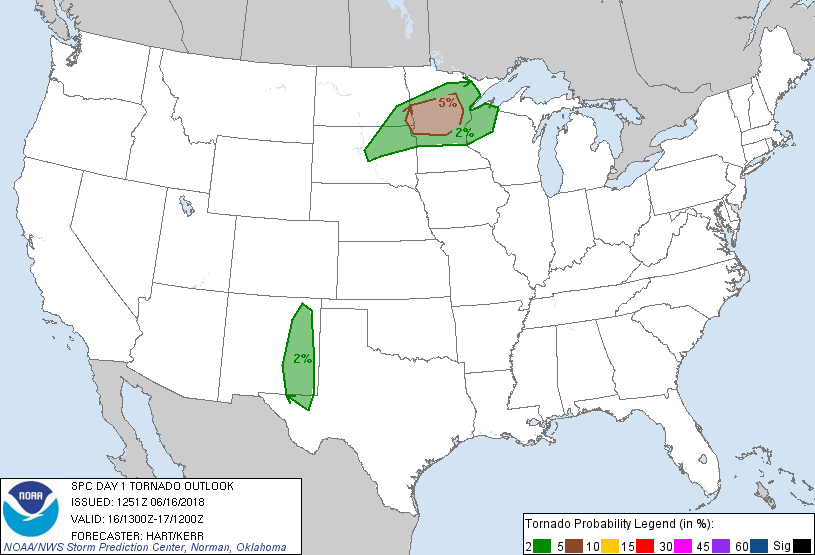 5%
2%
2%
NOAA
SPC DAY 1 TORNADO OUTLOOK
ISSUED: 1251Z 06/16/2018
VALID: 16/1300Z-17/1200Z
FORECASTER: HART/KERR
NOAA/NWS Storm Prediction Center, Norman, Oklahoma
Tornado Probability Legend (in %):
2 5 10 15 30 45 60 Sig